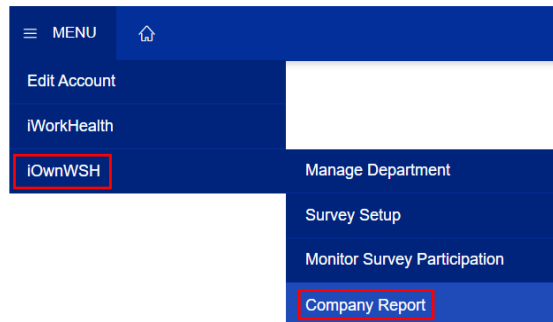 MENU
Edit Account
iWorkHealth
iOwnWSH
Manage Department
Survey Setup
Monitor Survey Participation
Company Report